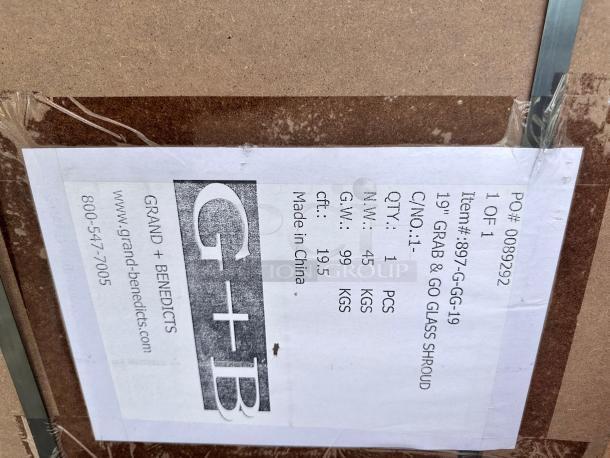 PO# 0089292
1 OF 1
Item#:897-G-GG-19
19" GRAB & GO GLASS SHROUD
C/NO.:1-
QTY.: 1 PCS
N.W.: 45 KGS
G.W.: 99 KGS
cft.: 19.5
Made in China .
G+B
GRAND + BENEDICTS
www.grand-benedicts.com
800-547-7005
GROUP